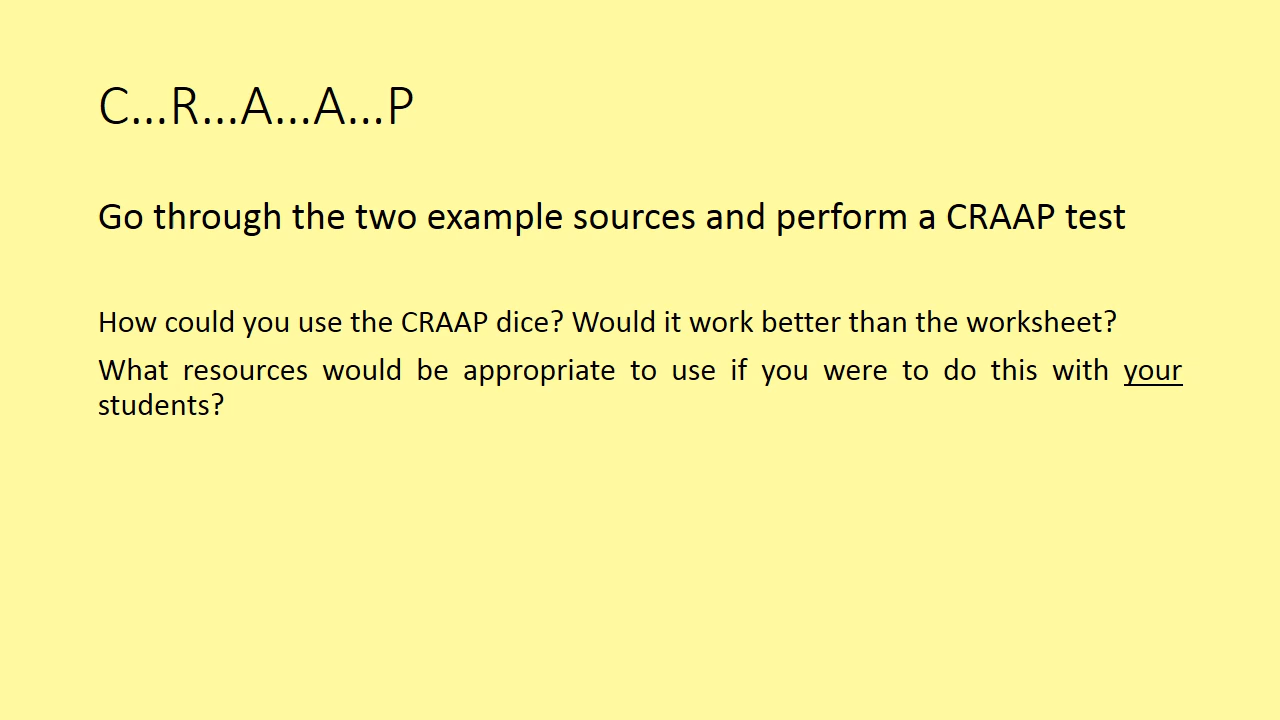 C...R...A...A...P
Go through the two example sources and perform a CRAAP test
How could you use the CRAAP dice? Would it work better than the worksheet?
What resources would be appropriate to use if you were to do this with your
students?